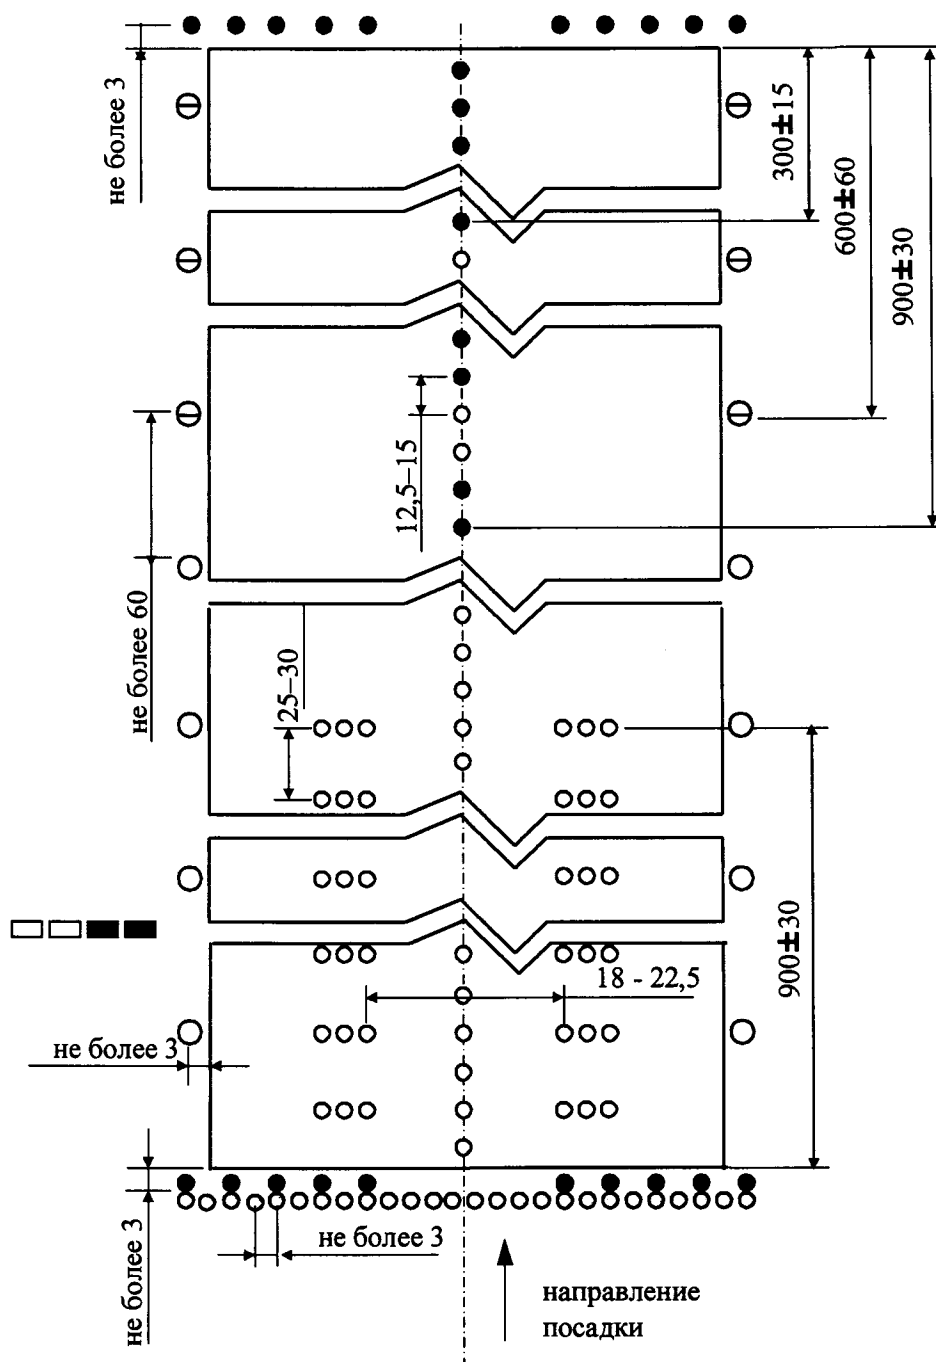 не более 3
300±15
600±60
900±30
12,5–15
не более 60
25–30
900±30
18 - 22,5
не более 3
не более 3
не более 3
направление
посадки